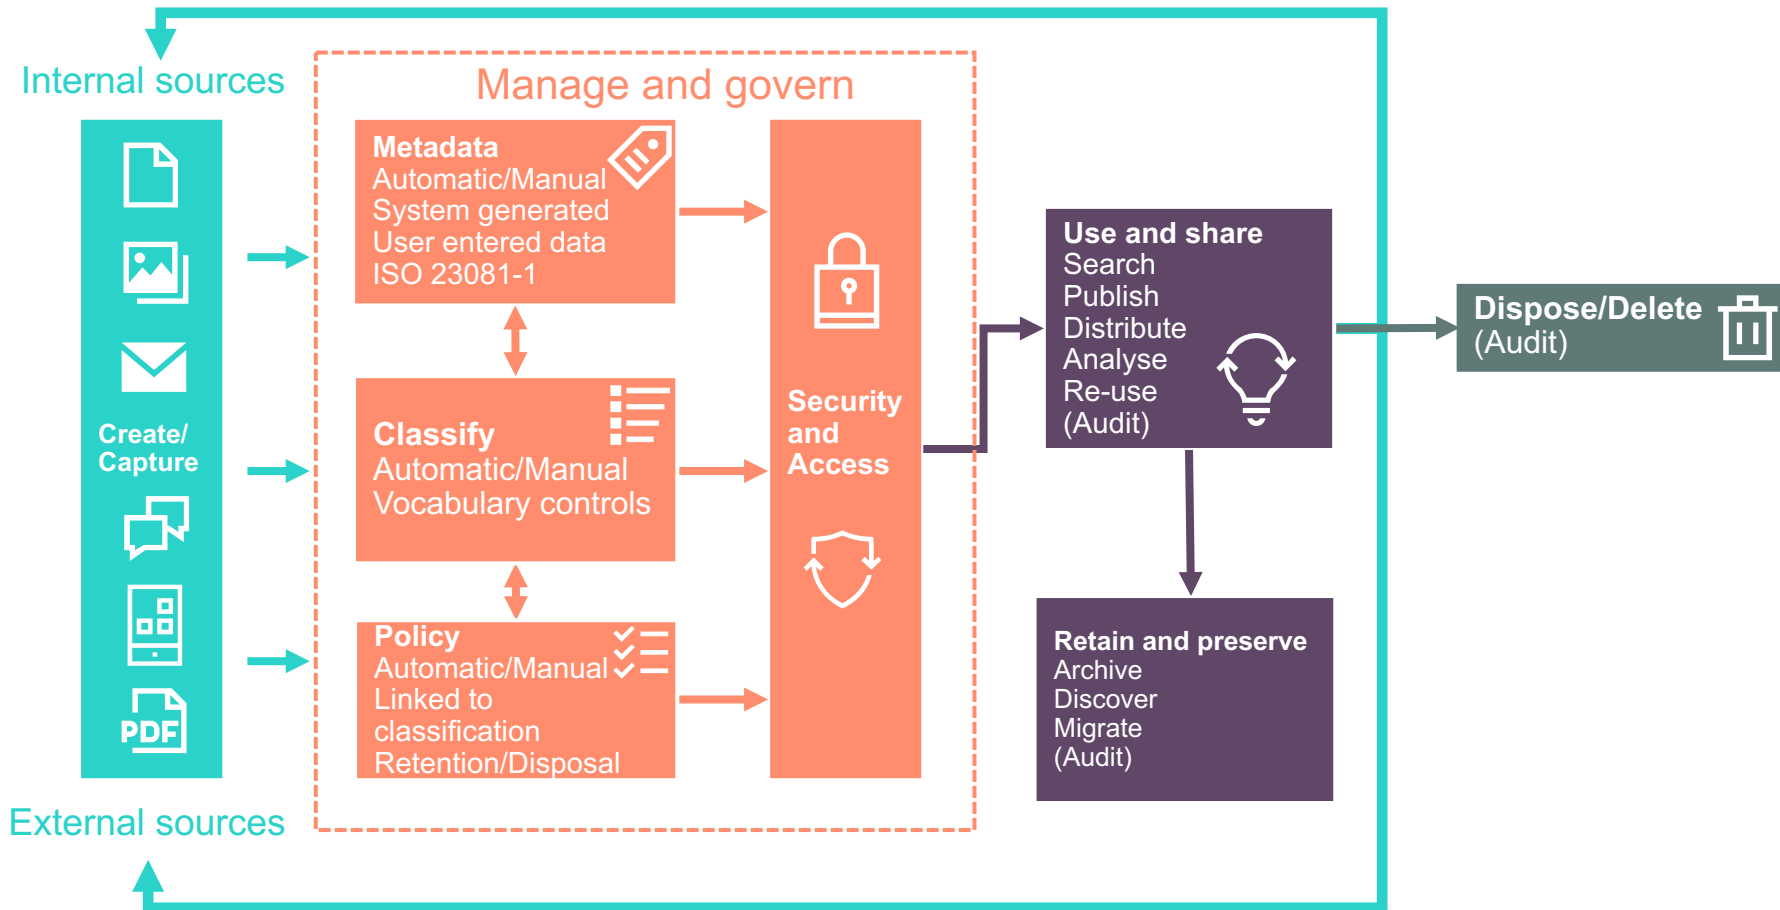 Internal sources
Manage and govern
Create/
Capture
PDF
External sources
Metadata
Automatic/Manual
System generated
User entered data
ISO 23081-1
Classify
Automatic/Manual
Vocabulary controls
Policy
Automatic/Manual
Linked to
classification
Retention/Disposal
Security
and
Access
Use and share
Search
Publish
Distribute
Analyse
Re-use
(Audit)
Retain and preserve
Archive
Discover
Migrate
(Audit)
Dispose/Delete
(Audit)